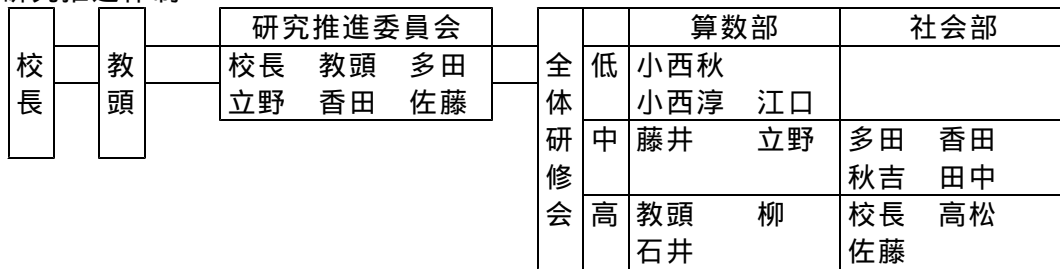 校長
教頭
研究推進委員会
校長 教頭 多田
立野 香田 佐藤
全体研修会
算数部 社会部
低 小西秋
小西淳 江口
中 藤井 立野 多田 香田
秋吉 田中
高 教頭 柳 校長 高松
石井 佐藤